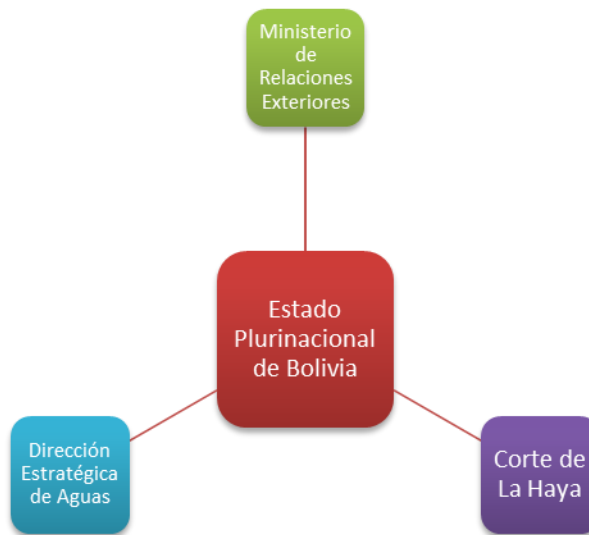 Ministerio
de
Relaciones
Exteriores
Estado
Plurinacional
de Bolivia
Dirección
Estratégica
de Aguas
Corte de
La Haya